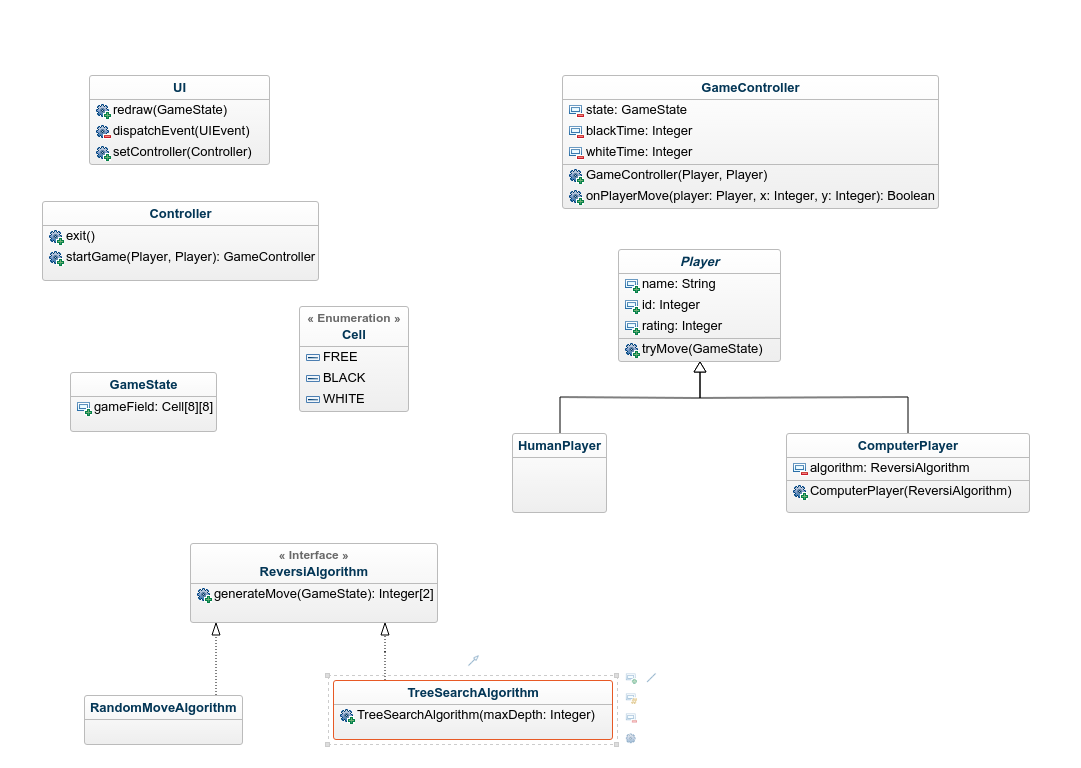 UI
redraw(GameState)
dispatchEvent(UIEvent)
setController(Controller)
GameController
state: GameState
blackTime: Integer
whiteTime: Integer
GameController(Player, Player)
onPlayerMove(player: Player, x: Integer, y: Integer): Boolean
Controller
exit()
startGame(Player, Player): GameController
Player
name: String
id: Integer
rating: Integer
tryMove(GameState)
« Enumeration »
Cell
FREE
BLACK
WHITE
GameState
gameField: Cell[8][8]
HumanPlayer
ComputerPlayer
algorithm: ReversiAlgorithm
ComputerPlayer(ReversiAlgorithm)
« Interface »
ReversiAlgorithm
generateMove(GameState): Integer[2]
RandomMoveAlgorithm
TreeSearchAlgorithm
TreeSearchAlgorithm(maxDepth: Integer)